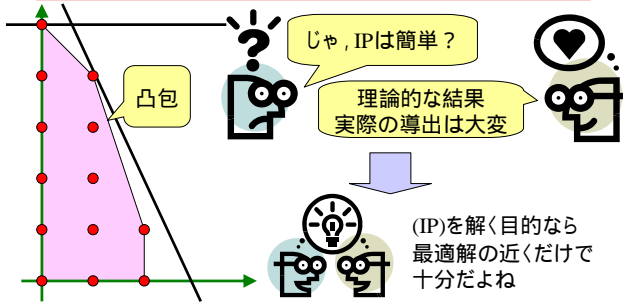 じゃ,IPは簡単?
凸包
理論的な結果
実際の導出は大変
(IP)を解く目的なら
最適解の近くだけで
十分だよね